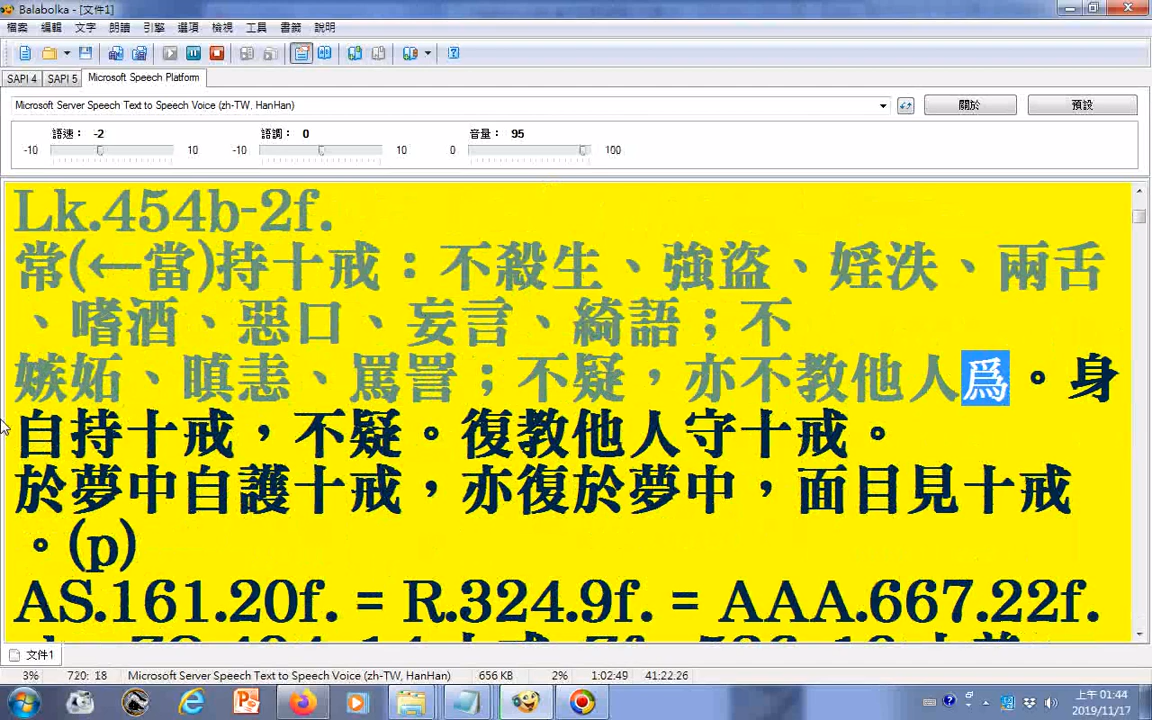 Balabolka - [文件1]
檔案 編輯 文字 朗讀 引擎 選項 檢視 工具 書籤 說明
SAPI 4 SAPI 5 Microsoft Speech Platform
Microsoft Server Speech Text to Speech Voice (zh-TW, HanHan) 關於 預設
語速： -2 語調： 0 音量： 95
-10 10 -10 10 0 100
Lk.454b-2f.
常(←當)持十戒：不殺生、強盜、婬泆、兩舌
、嗜酒、惡口、妄言、綺語；不
嫉妬、瞋恚、罵詈；不疑，亦不教他人爲。身
自持十戒，不疑。復教他人守十戒。
於夢中自護十戒，亦復於夢中，面目見十戒
。(p)
AS.161.20f. = R.324.9f. = AAA.667.22f.
文件1
3% 720: 18 Microsoft Server Speech Text to Speech Voice (zh-TW, HanHan) 656 KB 2% 1:02:49 41:22.26
上午 01:44
2019/11/17